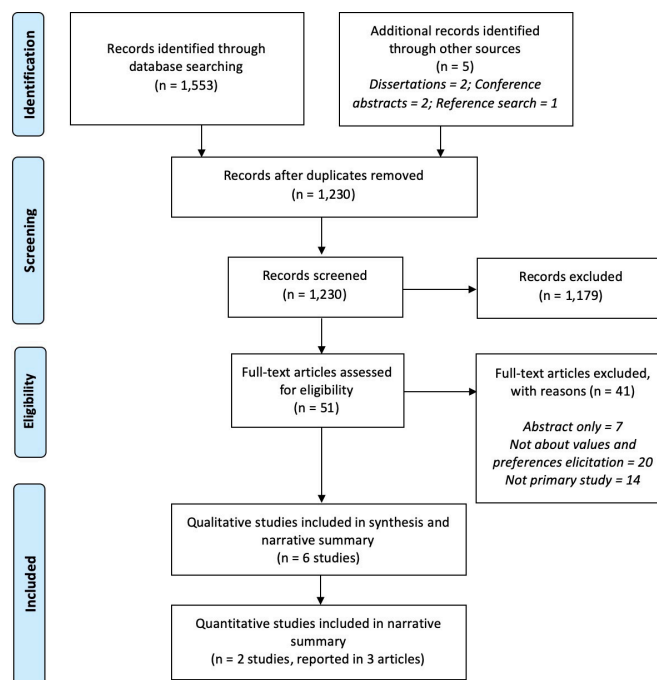 Identification
Records identified through
database searching
(n = 1,553)
Additional records identified
through other sources
(n = 5)
Dissertations = 2; Conference
abstracts = 2; Reference search = 1
Screening
Records after duplicates removed
(n = 1,230)
Records screened
(n = 1,230)
Records excluded
(n = 1,179)
Eligibility
Full-text articles assessed
for eligibility
(n = 51)
Full-text articles excluded,
with reasons (n = 41)
Abstract only = 7
Not about values and
preferences elicitation = 20
Not primary study = 14
Included
Qualitative studies included in synthesis and
narrative summary
(n = 6 studies)
Quantitative studies included in narrative
summary
(n = 2 studies, reported in 3 articles)